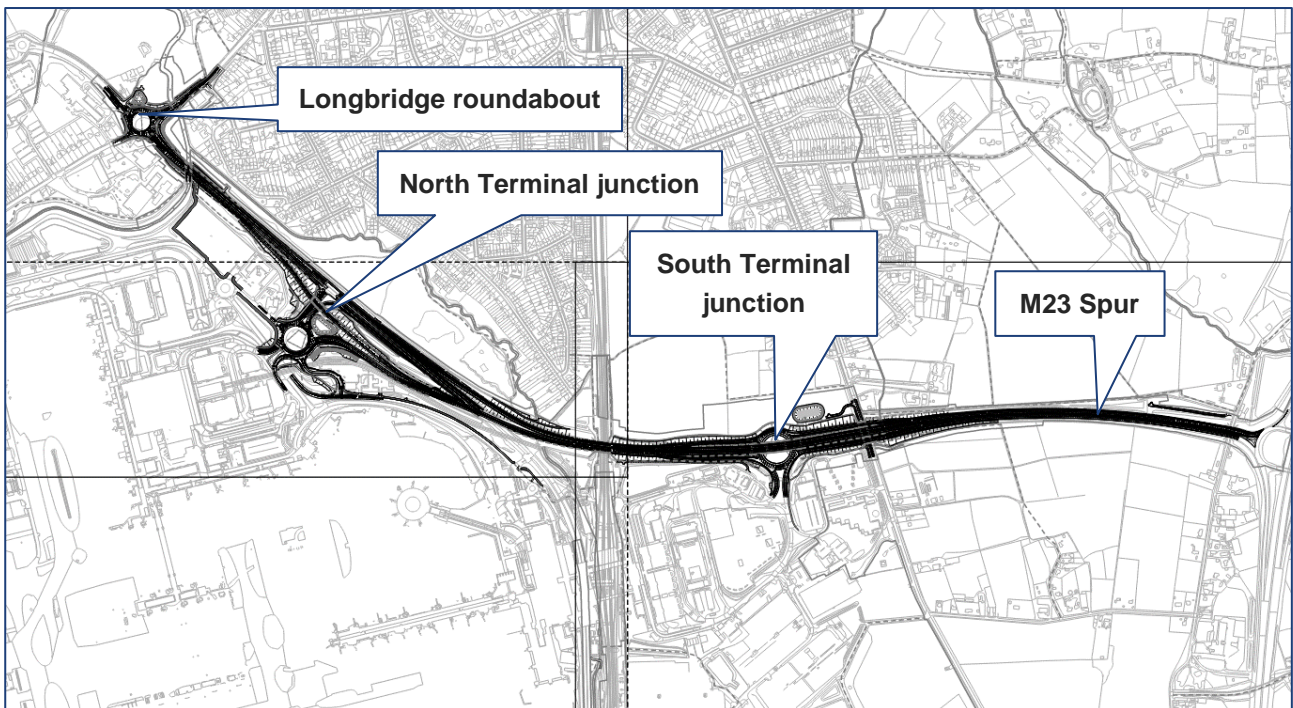 Longbridge roundabout
North Terminal junction
South Terminal
junction
M23 Spur